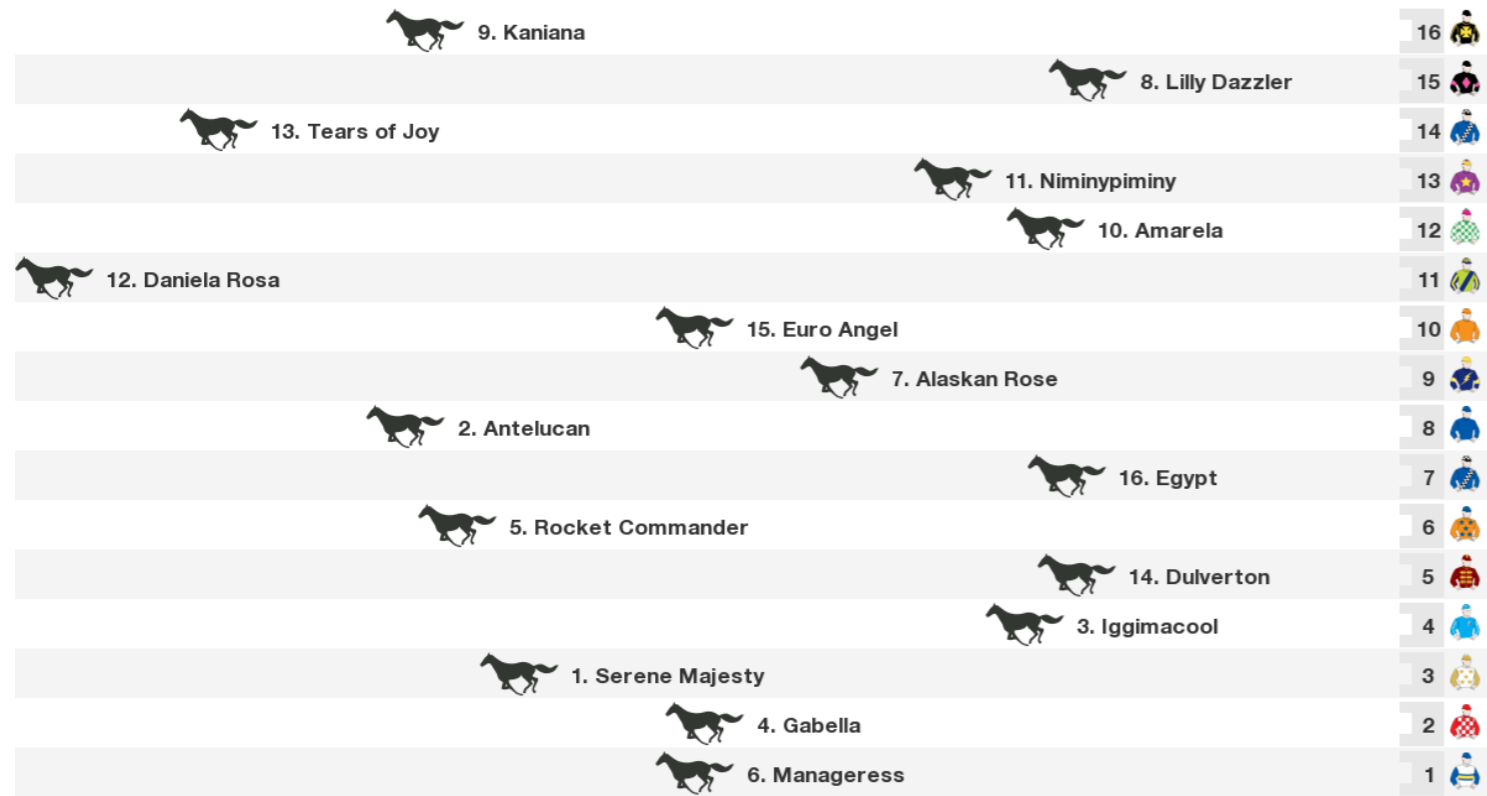 9. Kaniana 16
8. Lilly Dazzler 15
13. Tears of Joy 14
11. Niminypiminy 13
10. Amarela 12
12. Daniela Rosa 11
15. Euro Angel 10
7. Alaskan Rose 9
2. Antelucan 8
16. Egypt 7
5. Rocket Commander 6
14. Dulverton 5
3. Iggimacool 4
1. Serene Majesty 3
4. Gabella 2
6. Manageress 1